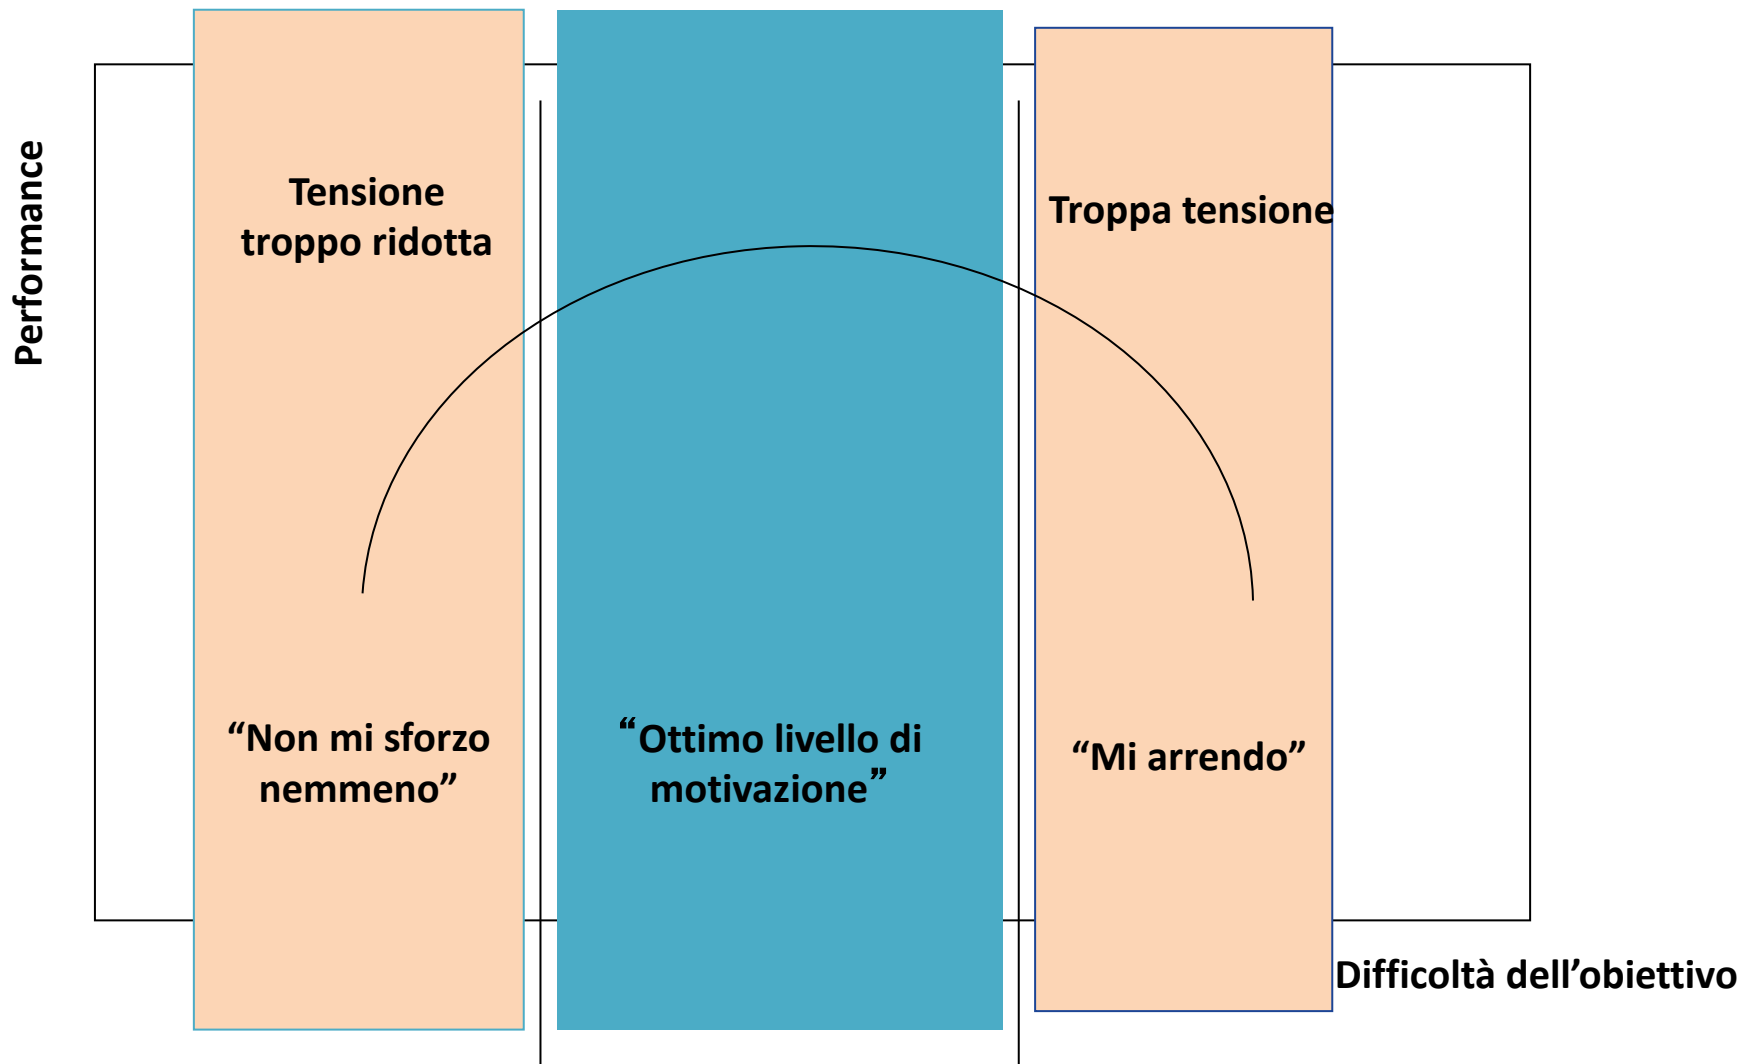 Performance
Tensione
troppo ridotta
Troppa tensione
“Non mi sforzo
nemmeno”
“Ottimo livello di
motivazione”
“Mi arrendo”
Difficoltà dell’obiettivo